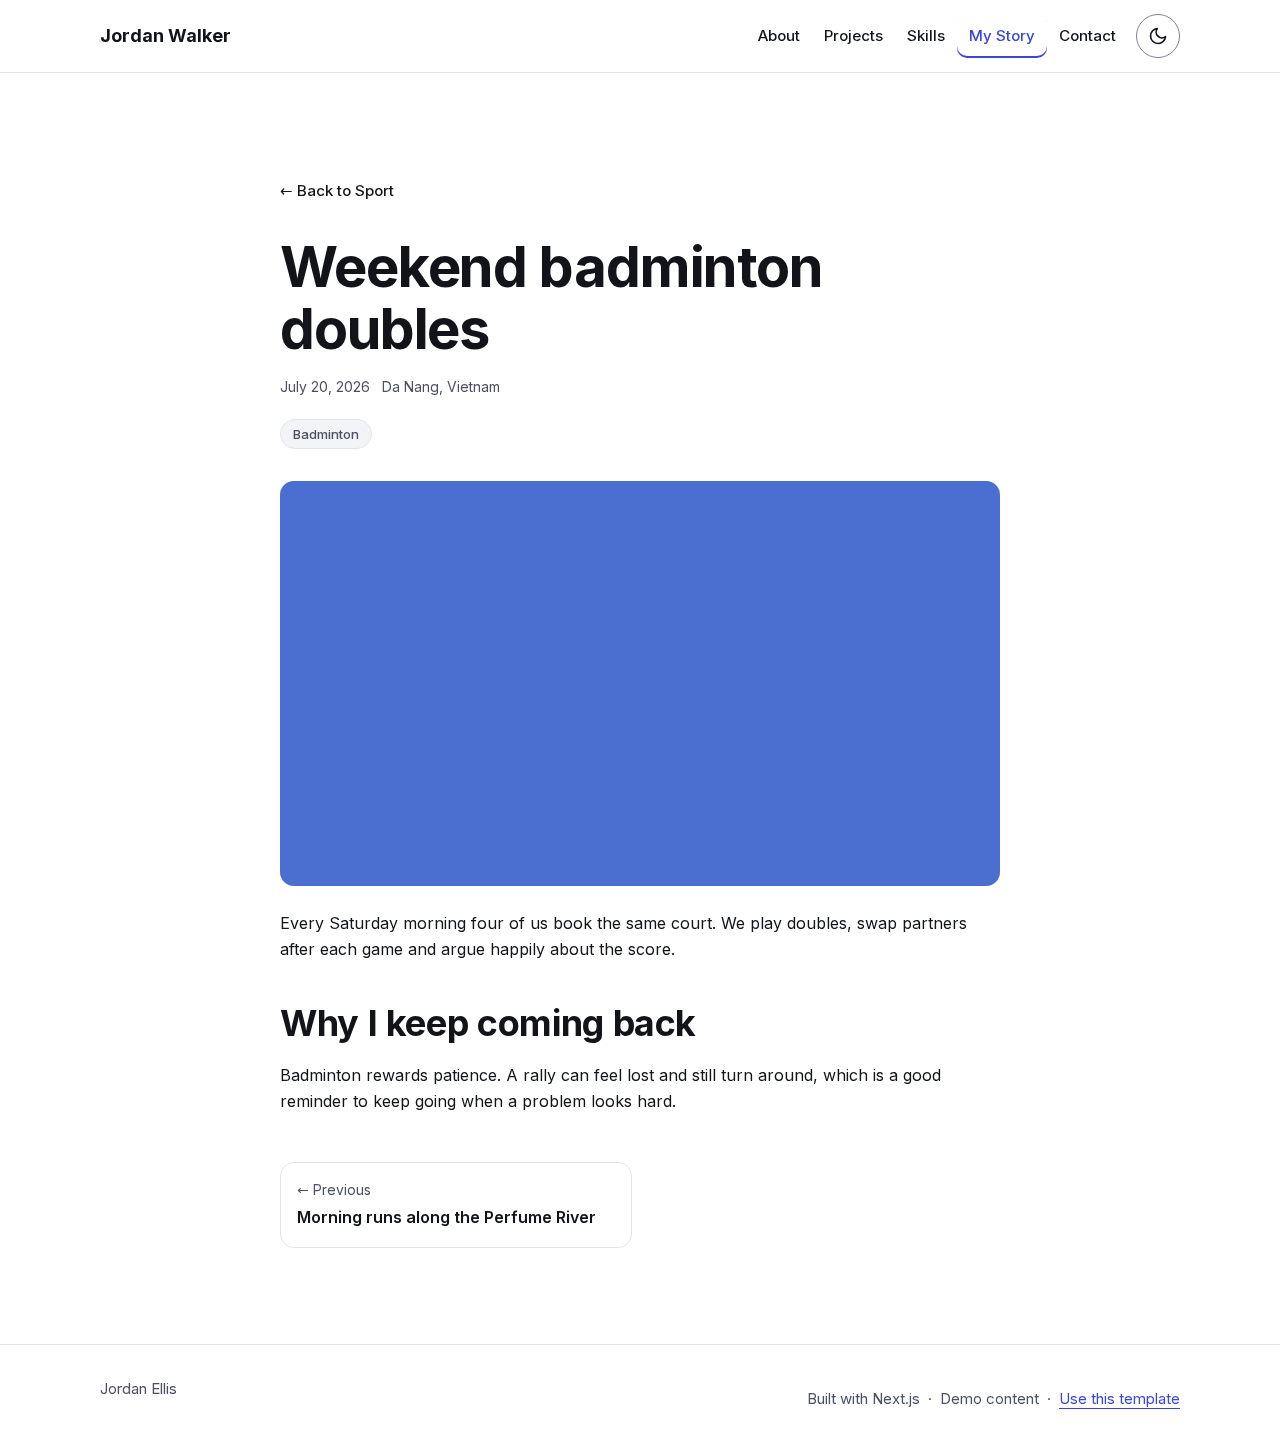 Jordan Walker
About
Projects
Skills
My Story
Contact
← Back to Sport
Weekend badminton
doubles
July 20, 2026 Da Nang, Vietnam
Badminton
Every Saturday morning four of us book the same court. We play doubles, swap partners
after each game and argue happily about the score.
Why I keep coming back
Badminton rewards patience. A rally can feel lost and still turn around, which is a good
reminder to keep going when a problem looks hard.
← Previous
Morning runs along the Perfume River
Jordan Ellis
Built with Next.js · Demo content · Use this template